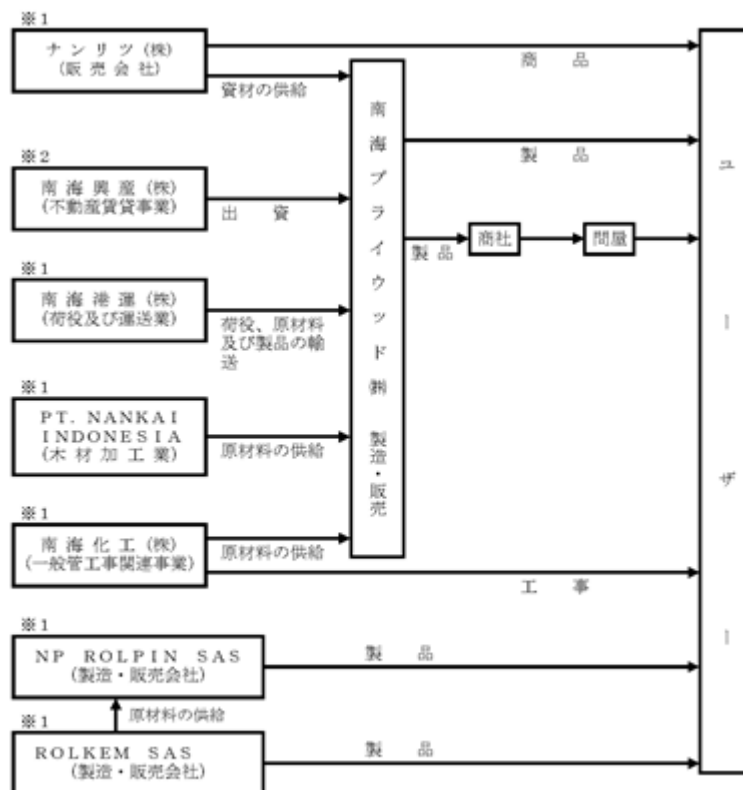 ※1
ナンリツ(株)
(販売会社)
商品
資材の供給
南海プライウッド㈱ 製造・販売
ユーザー
製品
※2
南海興産(株)
(不動産賃貸事業)
出資
製品
商社
問屋
※1
南海港運(株)
(荷役及び運送業)
荷役、原材料
及び製品の輸
送
※1
PT. NANKAI
INDONESIA
(木材加工業)
原材料の供給
※1
南海化工(株)
(一般管工事関連事業)
原材料の供給
工事
※1
NP ROLPIN SAS
(製造・販売会社)
製品
原材料の供給
※1
ROLKEM SAS
(製造・販売会社)
製品